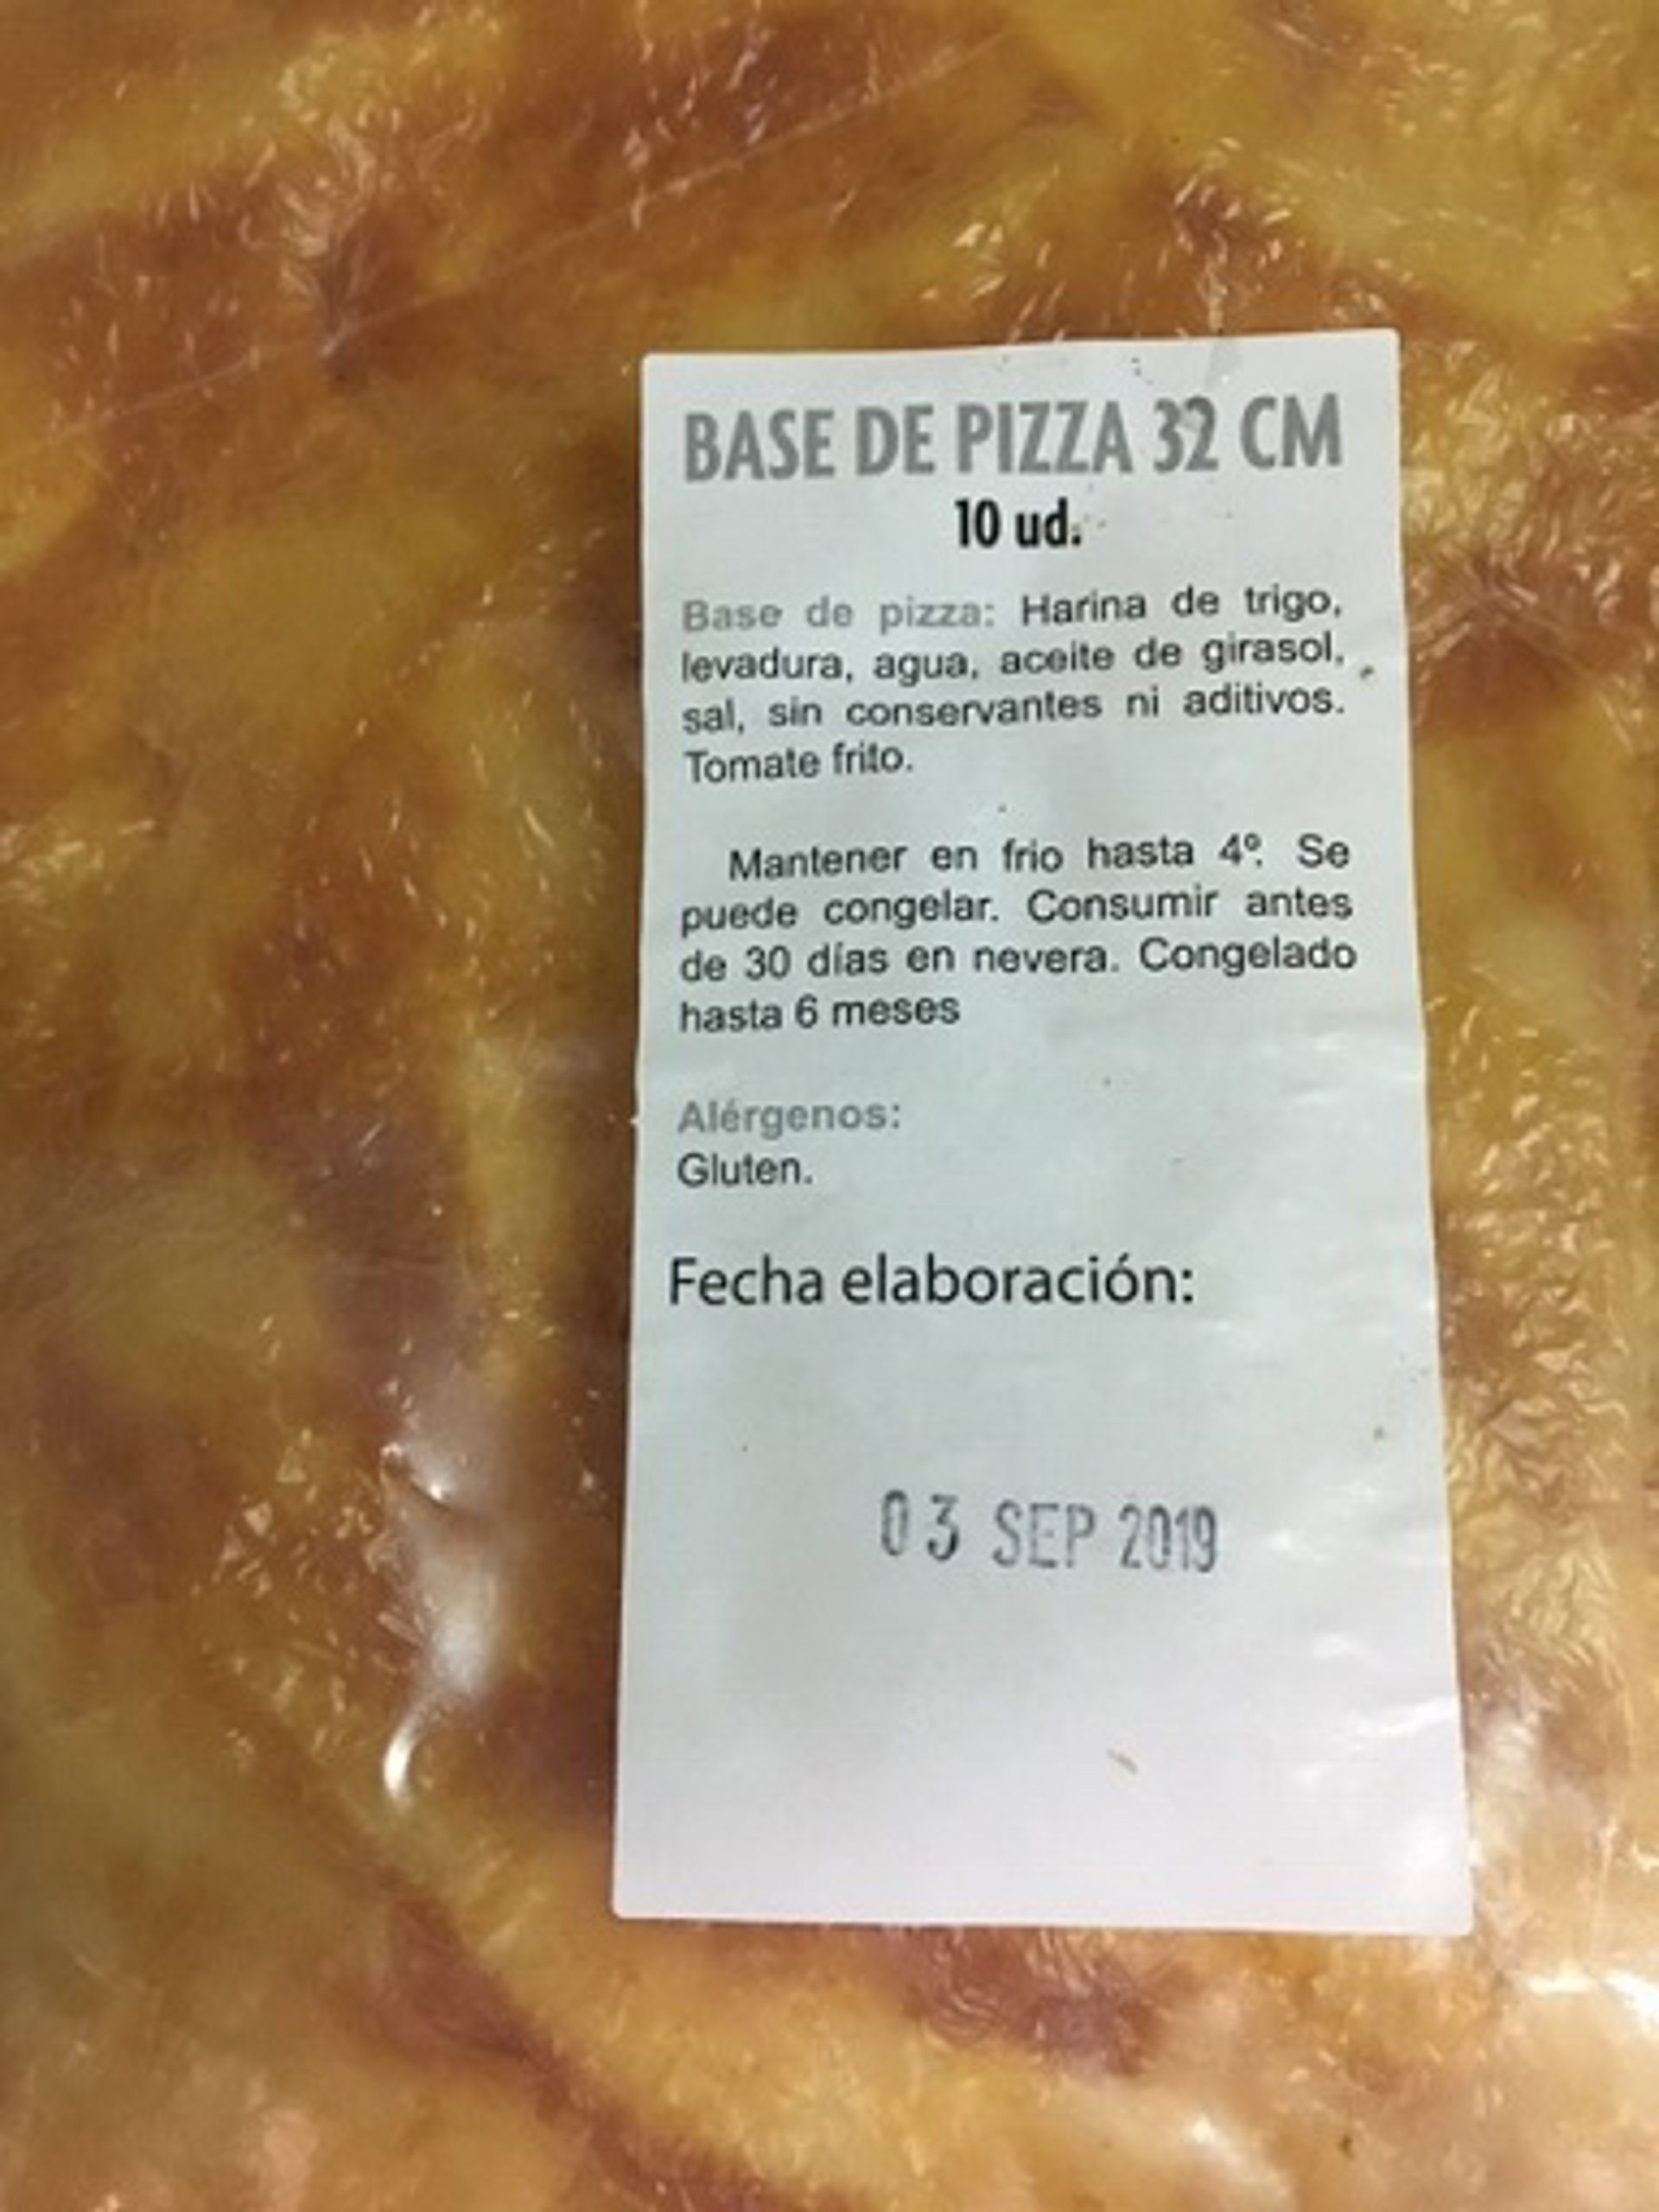 BASE DE PIZZA 32 CM
10 ud.
Base de pizza: Harina de trigo,
levadura, agua, aceite de girasol,
sal, sin conservantes ni aditivos.
Tomate frito.
Mantener en frio hasta 4º. Se
puede congelar. Consumir antes
de 30 días en nevera. Congelado
hasta 6 meses
Alérgenos:
Gluten.
Fecha elaboración:
03 SEP 2019